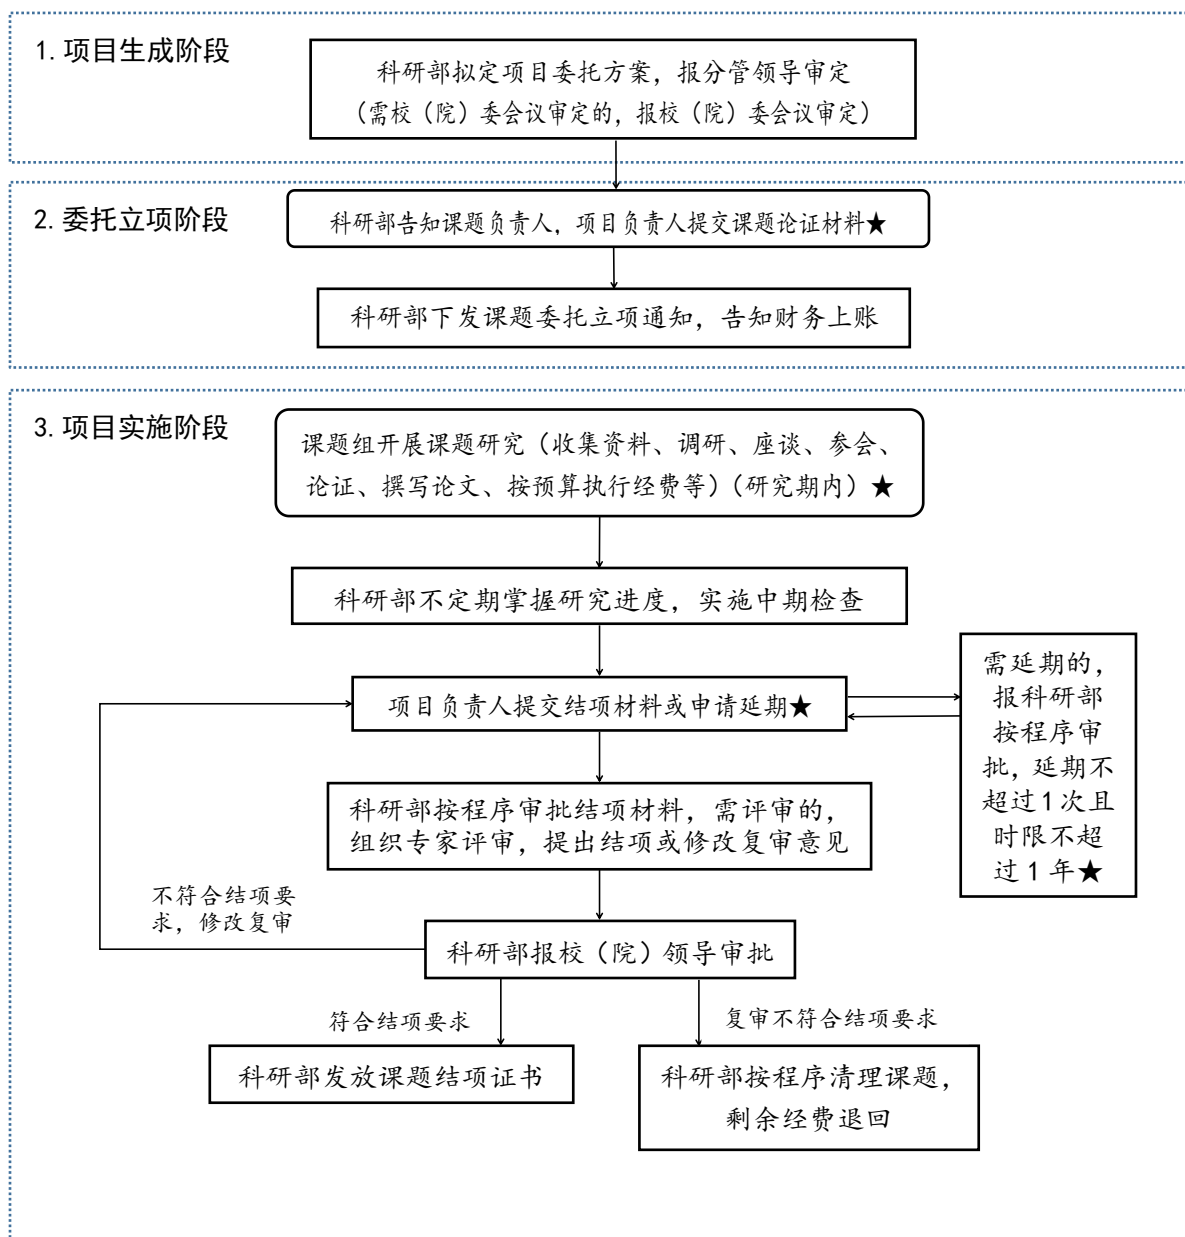 1.项目生成阶段
科研部拟定项目委托方案，报分管领导审定
（需校（院）委会议审定的，报校（院）委会议审定）
2.委托立项阶段
科研部告知课题负责人，项目负责人提交课题论证材料★
科研部下发课题委托立项通知，告知财务上账
3.项目实施阶段
课题组开展课题研究（收集资料、调研、座谈、参会、
论证、撰写论文、按预算执行经费等）（研究期内）★
科研部不定期掌握研究进度，实施中期检查
项目负责人提交结项材料或申请延期★
需延期的，
报科研部
按程序审
批，延期不
超过1次且
时限不超
过1年★
科研部按程序审批结项材料，需评审的，
组织专家评审，提出结项或修改复审意见
不符合结项要
求，修改复审
科研部报校（院）领导审批
符合结项要求
复审不符合结项要求
科研部发放课题结项证书
科研部按程序清理课题，
剩余经费退回